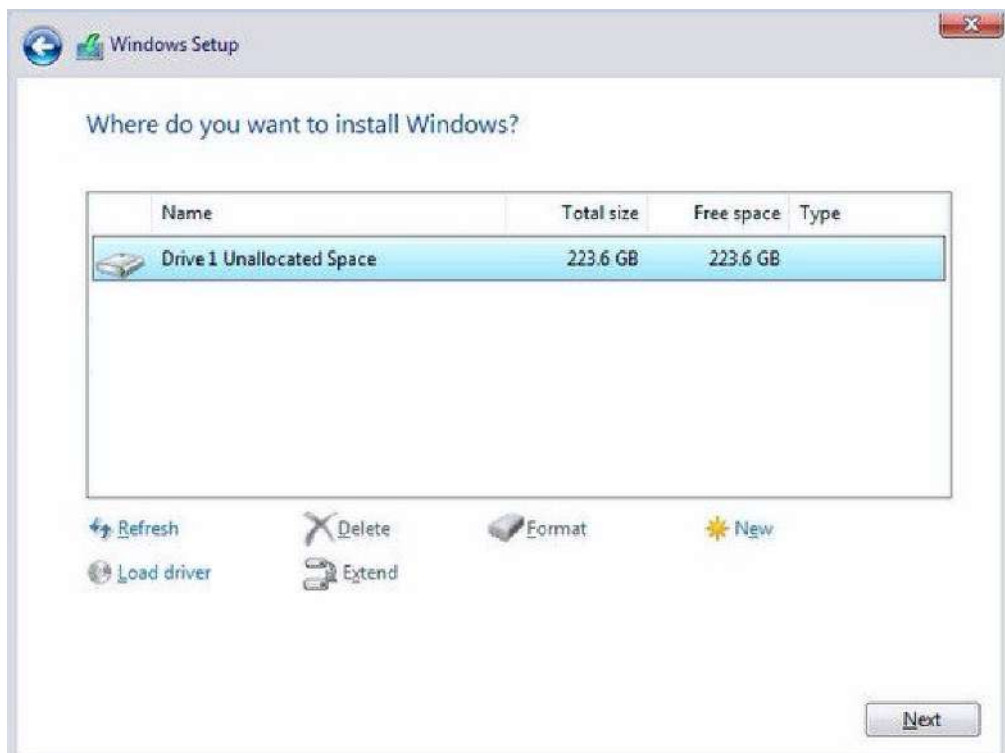 Windows Setup
Where do you want to install Windows?
Name Total size Free space Type
Drive 1 Unallocated Space 223.6 GB 223.6 GB
Refresh Delete Format New
Load driver Extend
Next